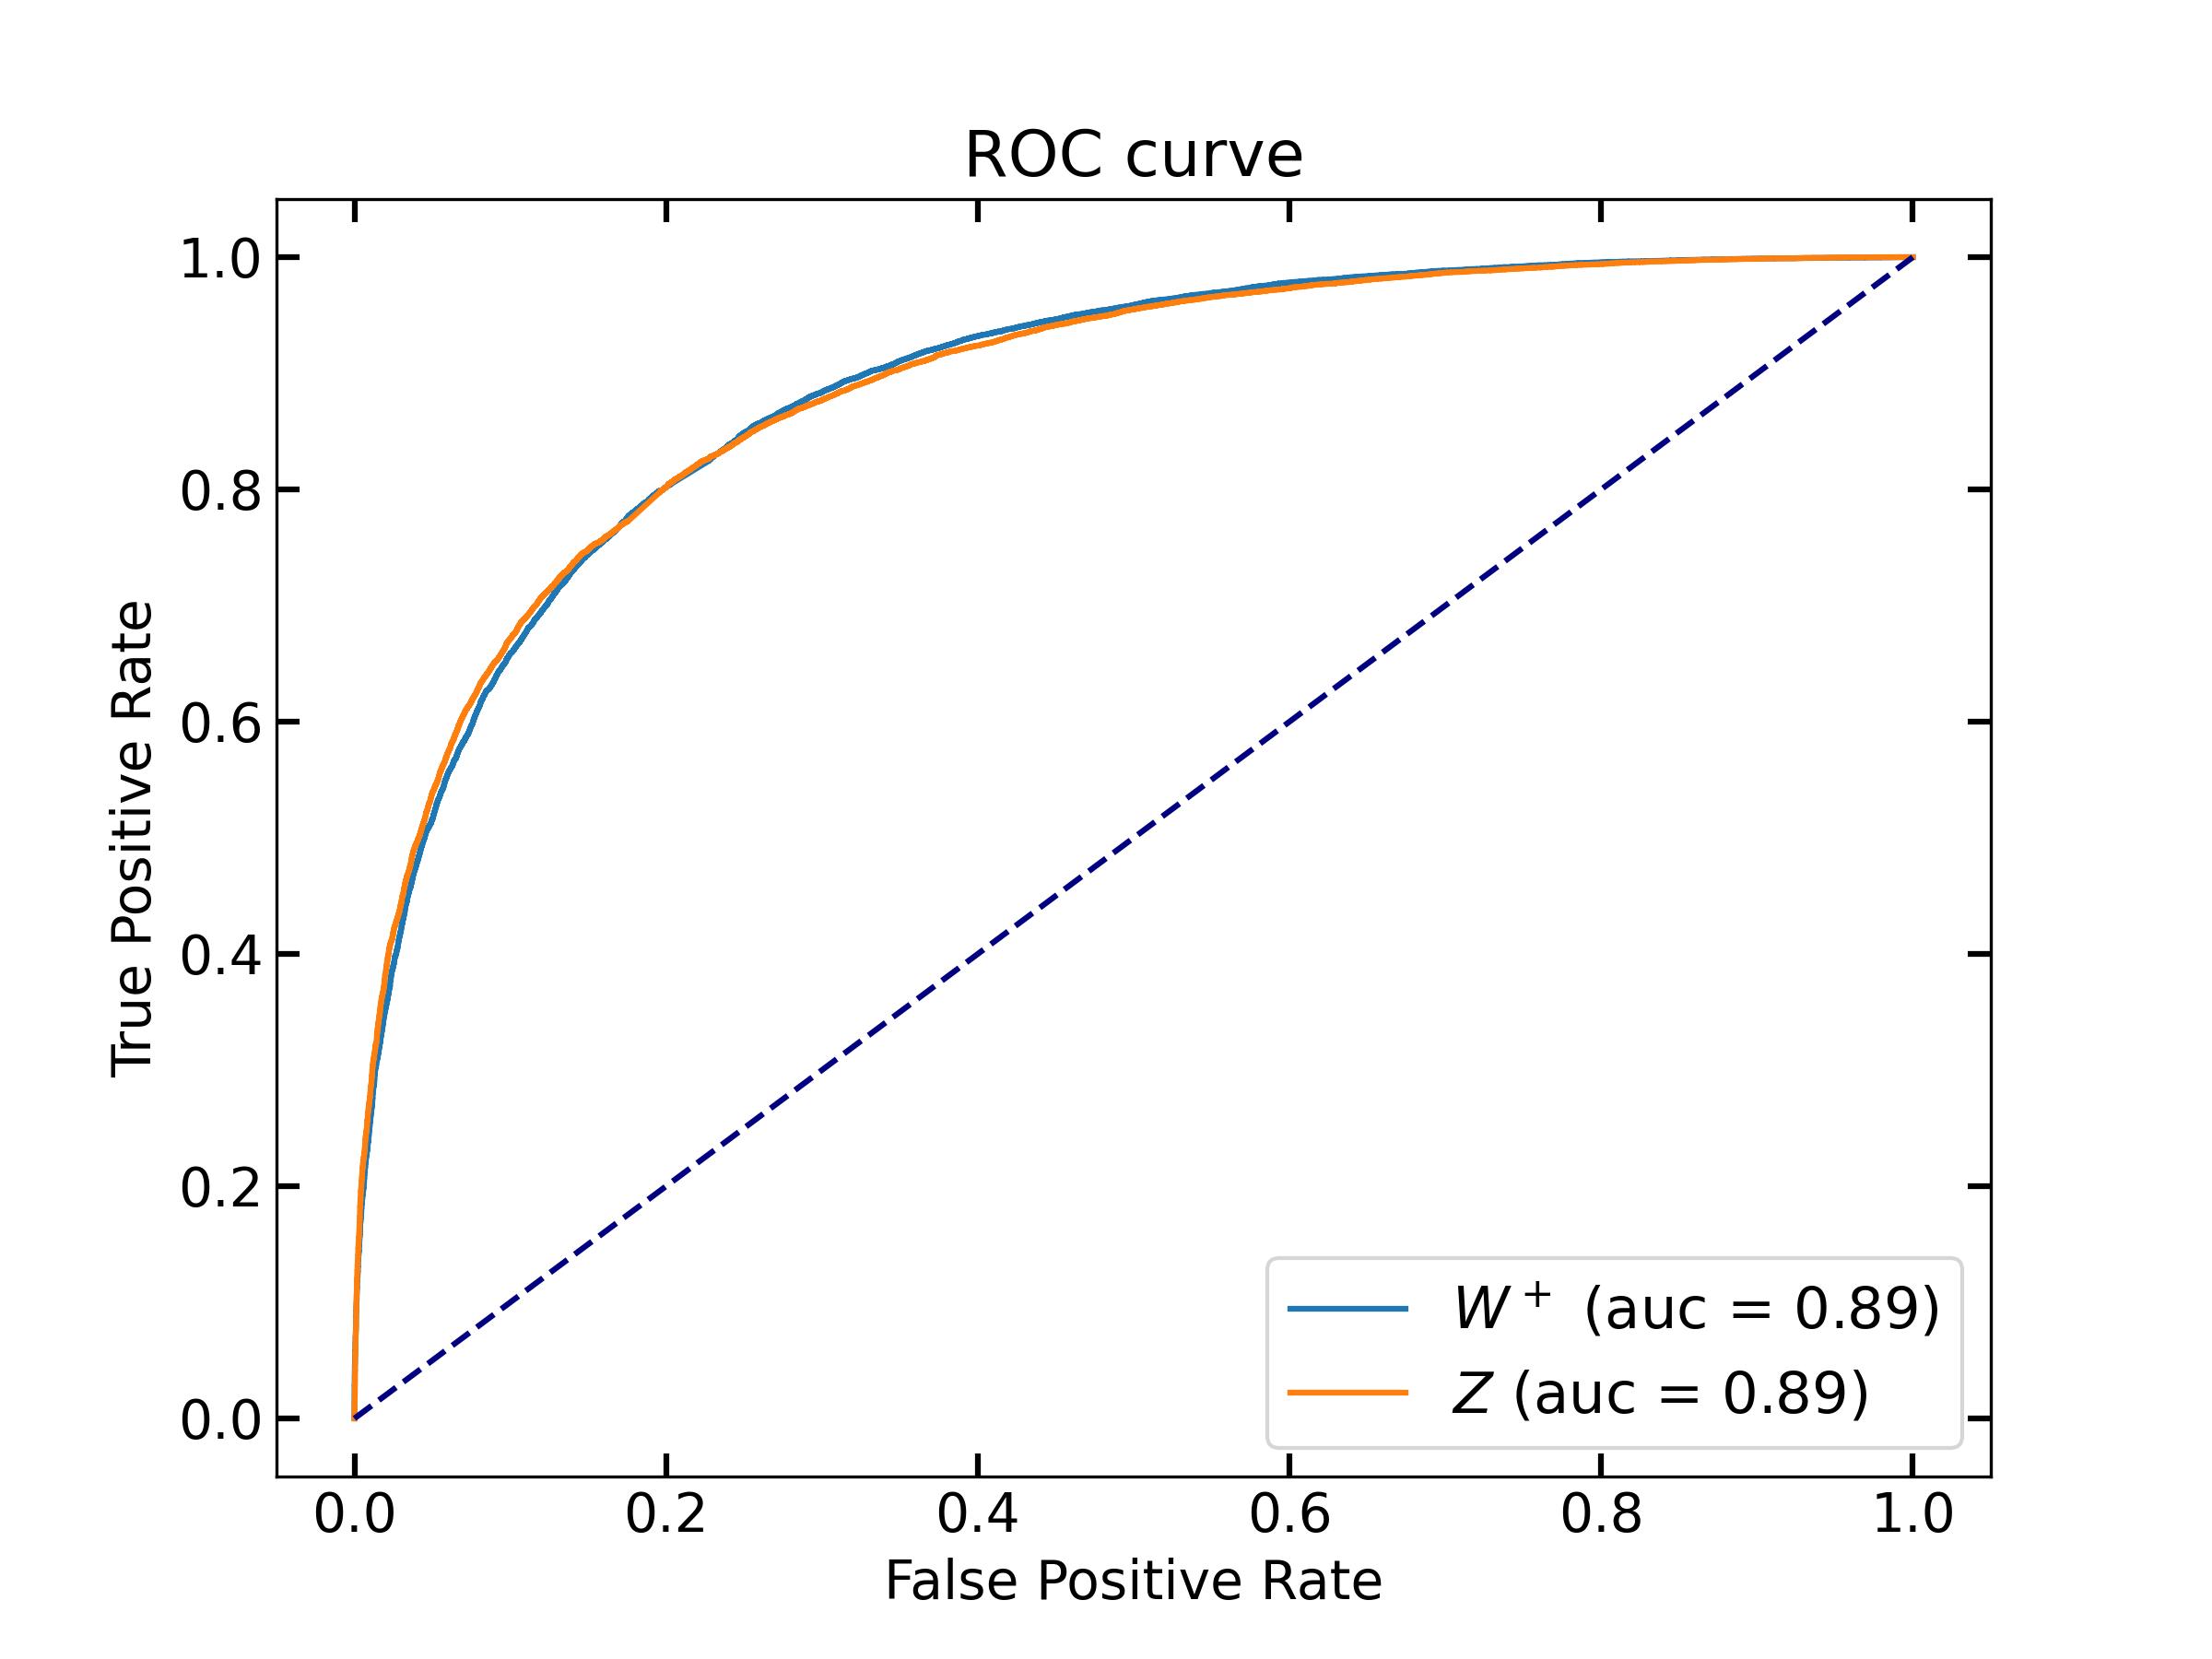 ROC curve
1.0
0.8
0.6
0.4
0.2
0.0
True Positive Rate
W⁺ (auc = 0.89)
Z (auc = 0.89)
0.0 0.2 0.4 0.6 0.8 1.0
False Positive Rate